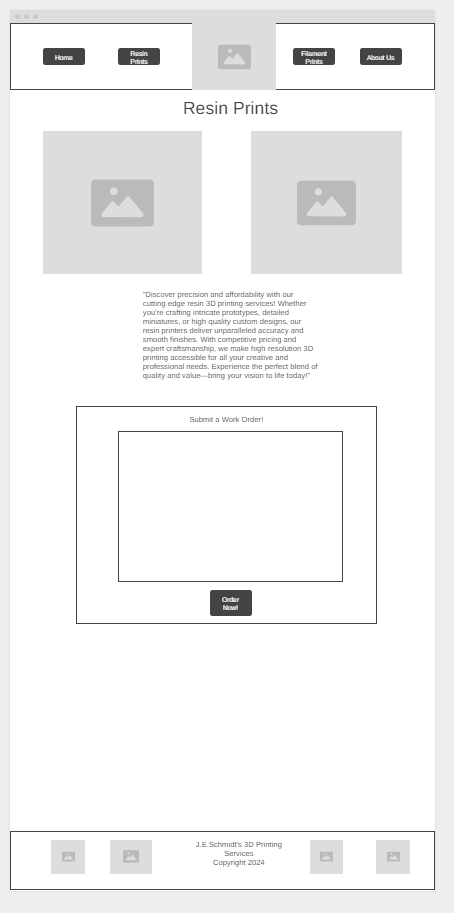 Home
Resin
Prints
Filament
Prints
About Us
Resin Prints
"Discover precision and affordability with our
cutting edge resin 3D printing services! Whether
you're crafting intricate prototypes, detailed
miniatures, or high quality custom designs, our
resin printers deliver unparalleled accuracy and
smooth finishes. With competitive pricing and
expert craftsmanship, we make high resolution 3D
printing accessible for all your creative and
professional needs. Experience the perfect blend of
quality and value—bring your vision to life today!"
Submit a Work Order!
Order
Now!
J.E.Schmidt's 3D Printing
Services
Copyright 2024